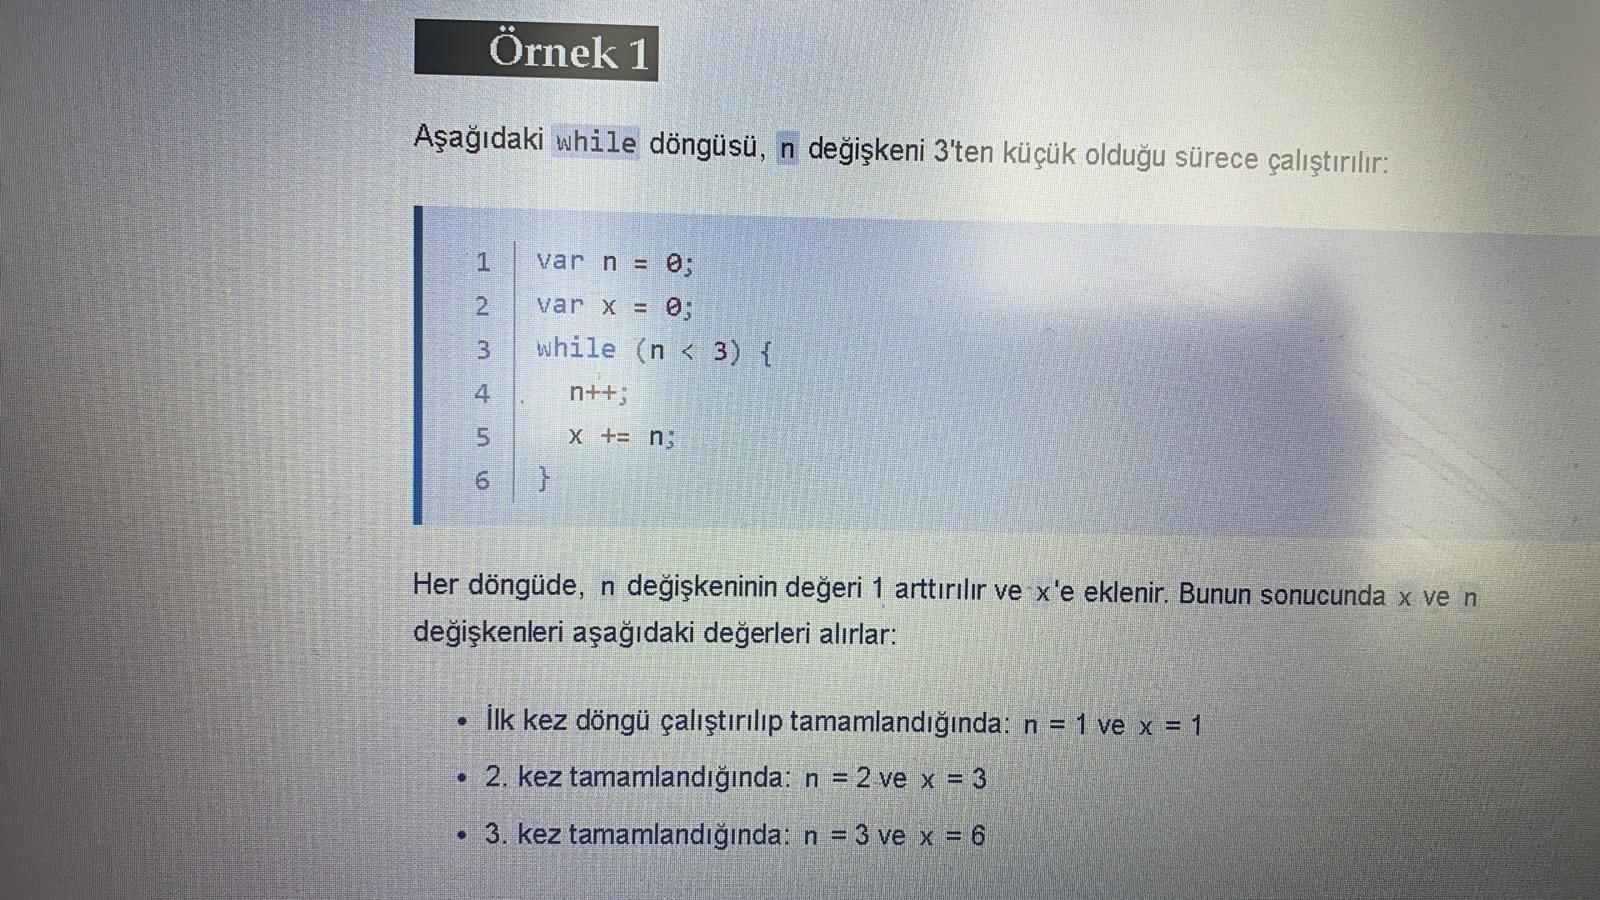 Örnek 1
Aşağıdaki while döngüsü, n değişkeni 3'ten küçük olduğu sürece çalıştırılır:
1 var n = 0;
2 var x = 0;
3 while (n < 3) {
4 n++;
5 x += n;
6 }
Her döngüde, n değişkeninin değeri 1 arttırılır ve x'e eklenir. Bunun sonucunda x ve n
değişkenleri aşağıdaki değerleri alırlar:
• İlk kez döngü çalıştırılıp tamamlandığında: n = 1 ve x = 1
• 2. kez tamamlandığında: n = 2 ve x = 3
• 3. kez tamamlandığında: n = 3 ve x = 6